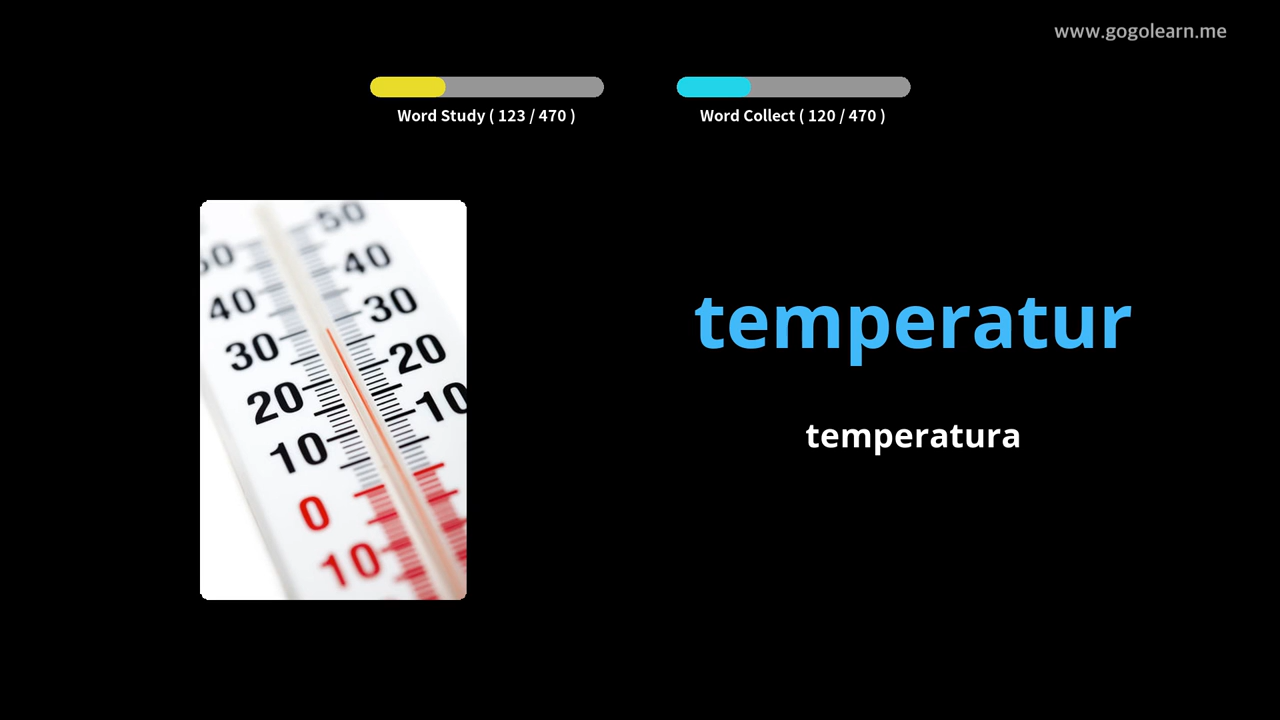 www.gogolearn.me
Word Study ( 123 / 470 )
Word Collect ( 120 / 470 )
50
50
40
40
30
30
20
20
10
10
0
10
temperatur
temperatura